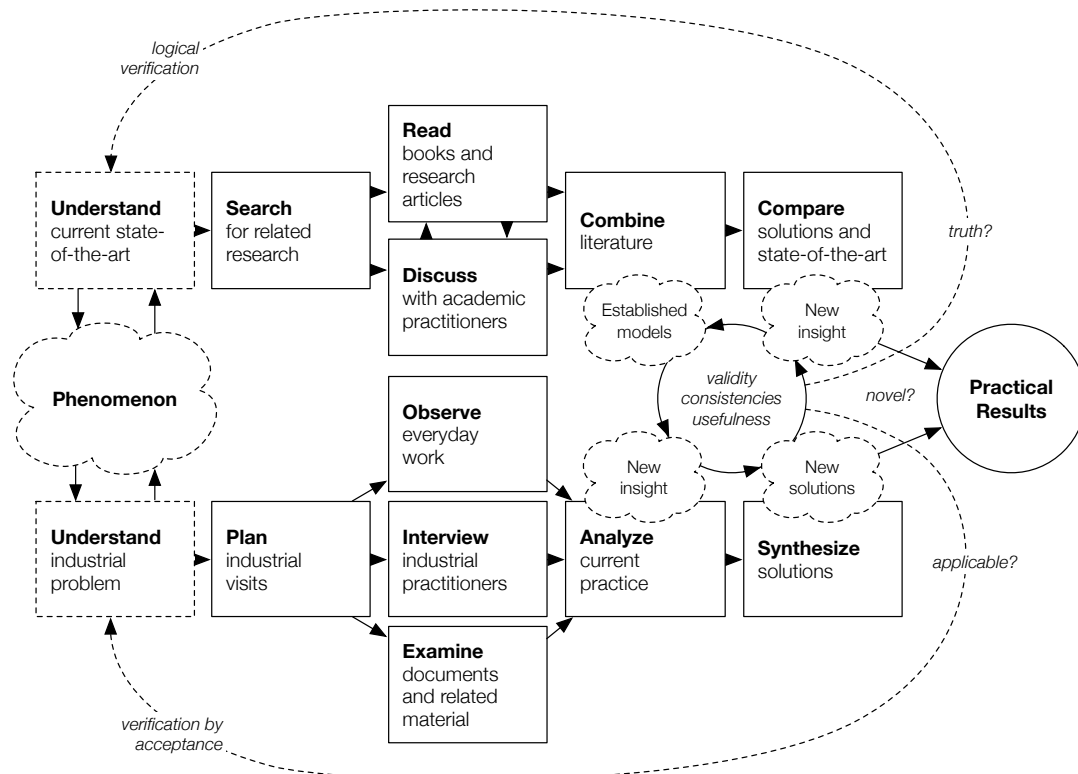 logical
verification
Read
books and
research
articles
Understand
current state-
of-the-art
Search
for related
research
Combine
literature
Compare
solutions and
state-of-the-art
truth?
Discuss
with academic
practitioners
Established
models
New
insight
Phenomenon
validity
consistencies
usefulness
novel?
Practical
Results
Observe
everyday
work
New
insight
New
solutions
Understand
industrial
problem
Plan
industrial
visits
Interview
industrial
practitioners
Analyze
current
practice
Synthesize
solutions
applicable?
Examine
documents
and related
material
verification by
acceptance